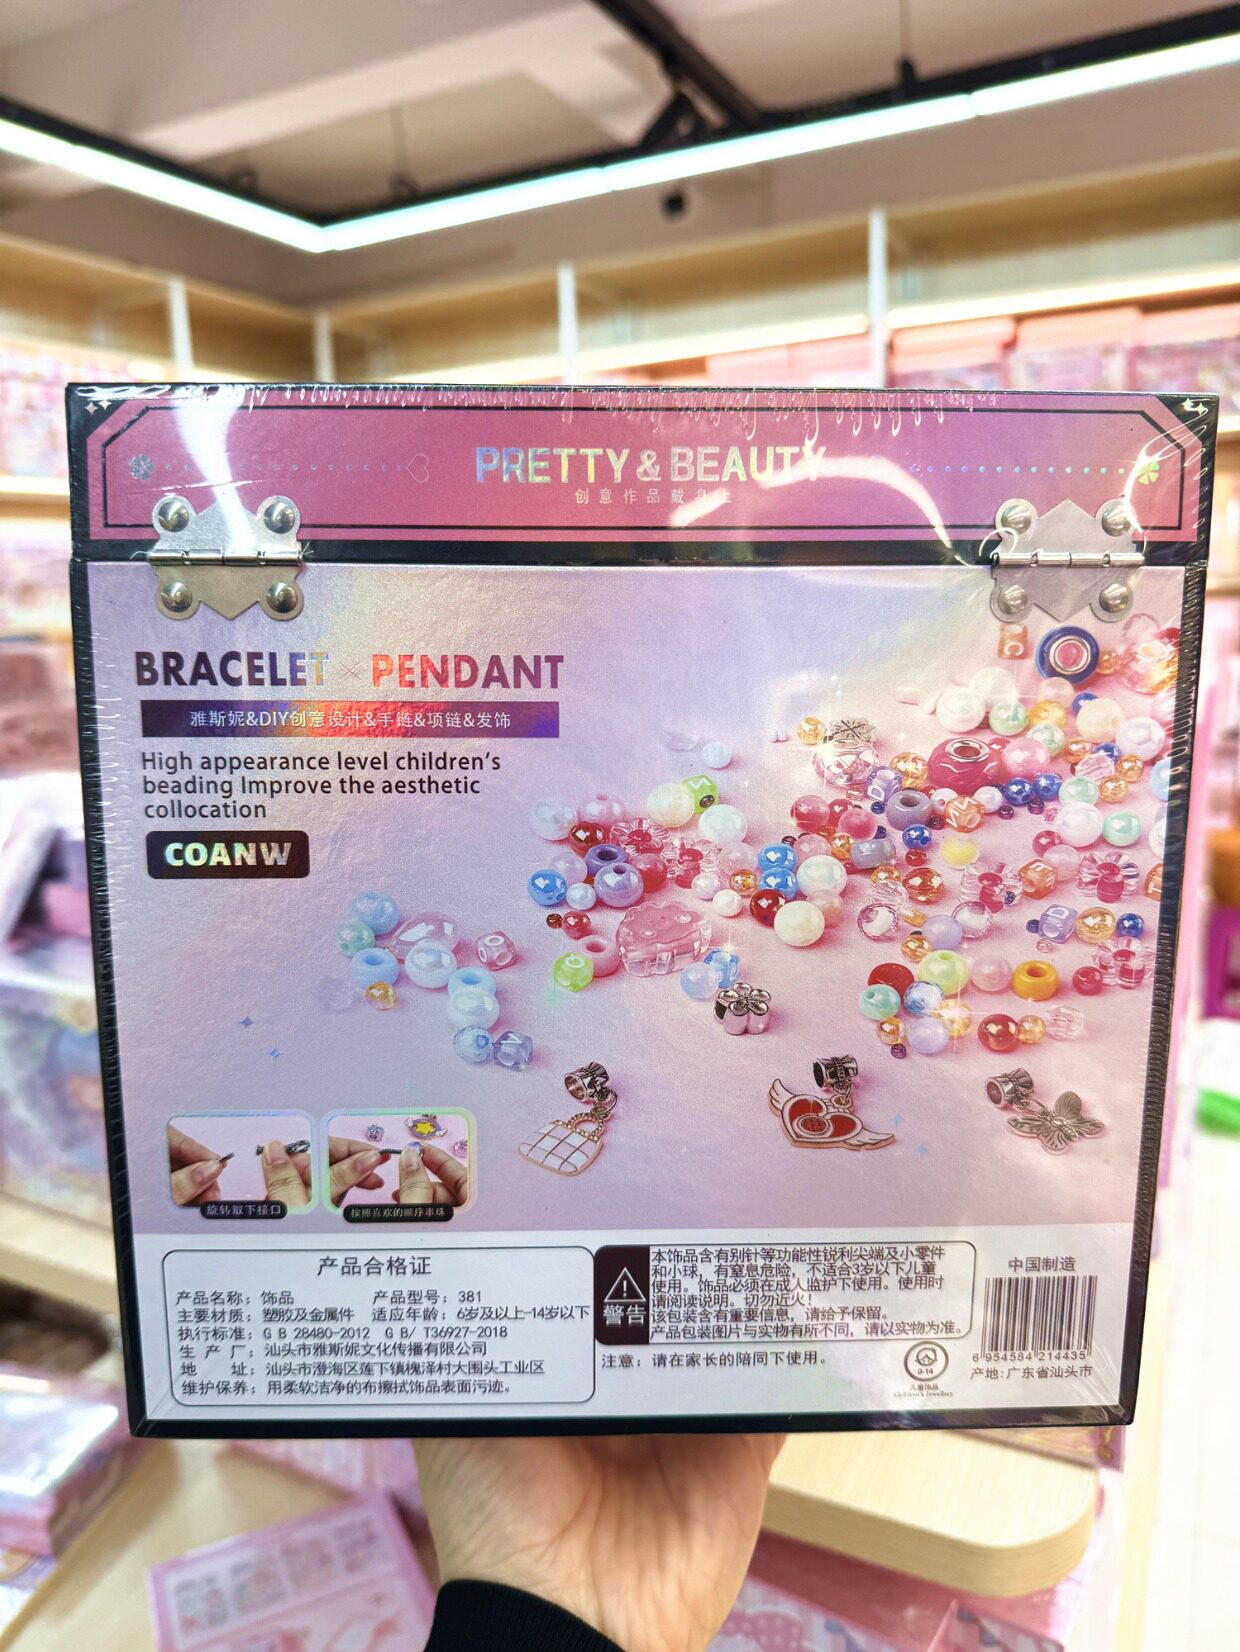 PRETTY & BEAUTY
创意作品戴身上
BRACELET × PENDANT
雅斯妮&DIY创意设计&手链&项链&发饰
High appearance level children's
beading Improve the aesthetic
collocation
COANW
旋转取下接口
按照喜欢的顺序串珠
产品合格证
产品名称：饰品 产品型号：381
主要材质：塑胶及金属件 适应年龄：6岁及以上-14岁以下
执行标准：GB 28480-2012 GB/ T36927-2018
生 产 厂：汕头市雅斯妮文化传播有限公司
地 址：汕头市澄海区莲下镇槐泽村大围头工业区
维护保养：用柔软洁净的布擦拭饰品表面污迹。
警告
本饰品含有别针等功能性锐利尖端及小零件
和小球，有窒息危险，不适合3岁以下儿童
使用。饰品必须在成人监护下使用。使用时
请阅读说明。切勿近火！
该包装含有重要信息，请给予保留。
产品包装图片与实物有所不同，请以实物为准。
注意：请在家长的陪同下使用。
0-14
儿童饰品
Children's Jewellery
中国制造
6 954584 214435
产地：广东省汕头市